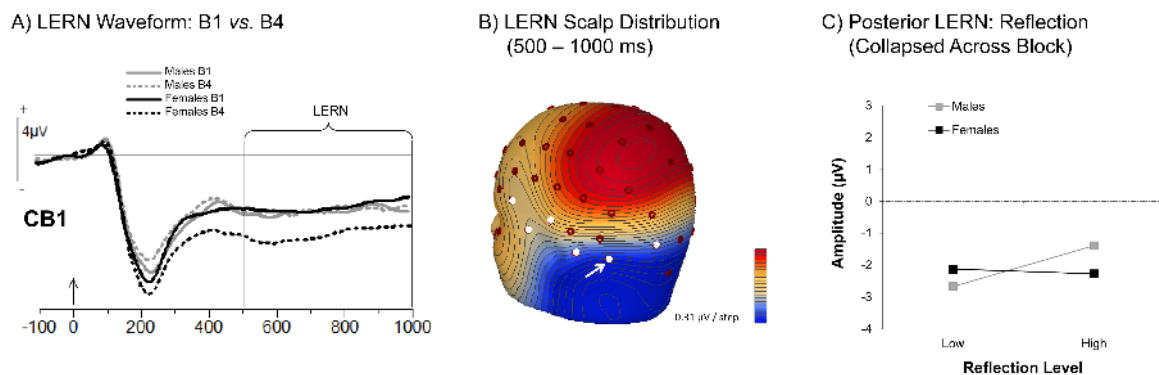 A) LERN Waveform: B1 vs. B4
Males B1
Males B4
Females B1
Females B4
LERN
+
4µV
-
CB1
-100 0 200 400 600 800 1000
B) LERN Scalp Distribution
(500 – 1000 ms)
0.31 µV / step
C) Posterior LERN: Reflection
(Collapsed Across Block)
Males
Females
3
2
1
0
-1
-2
-3
-4
Amplitude (µV)
Low High
Reflection Level